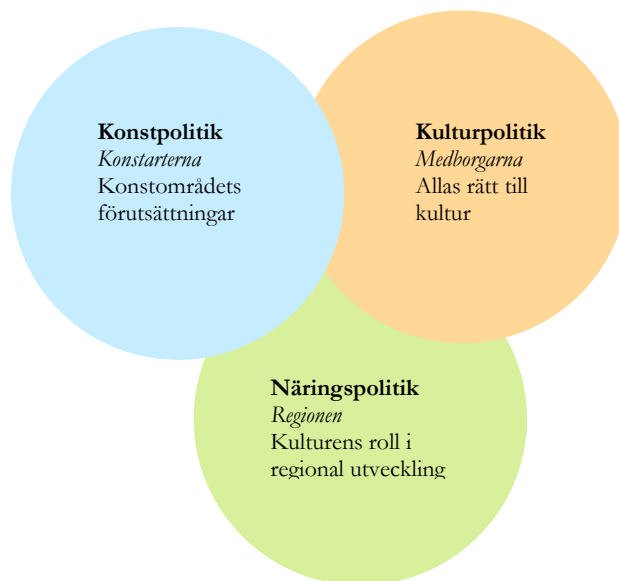 Konstpolitik
Konstarterna
Konstområdets
förutsättningar
Kulturpolitik
Medborgarna
Allas rätt till
kultur
Näringspolitik
Regionen
Kulturens roll i
regional utveckling